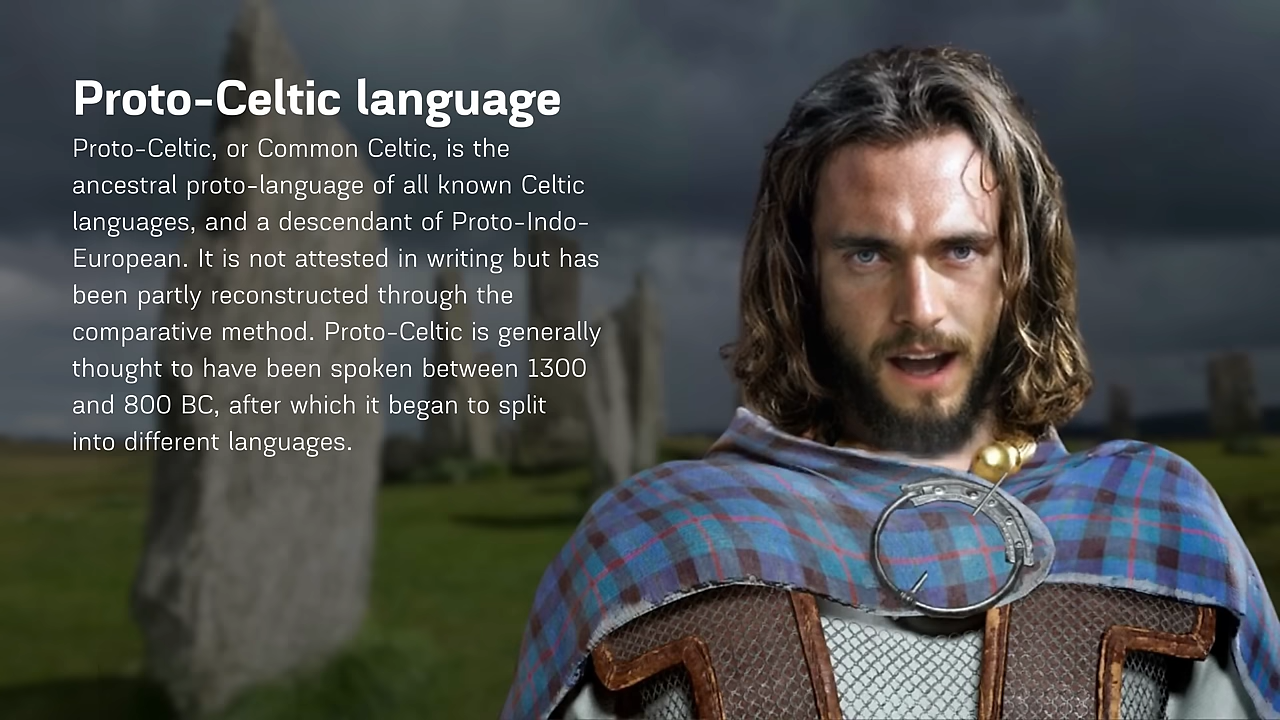 Proto-Celtic language
Proto-Celtic, or Common Celtic, is the
ancestral proto-language of all known Celtic
languages, and a descendant of Proto-Indo-
European. It is not attested in writing but has
been partly reconstructed through the
comparative method. Proto-Celtic is generally
thought to have been spoken between 1300
and 800 BC, after which it began to split
into different languages.